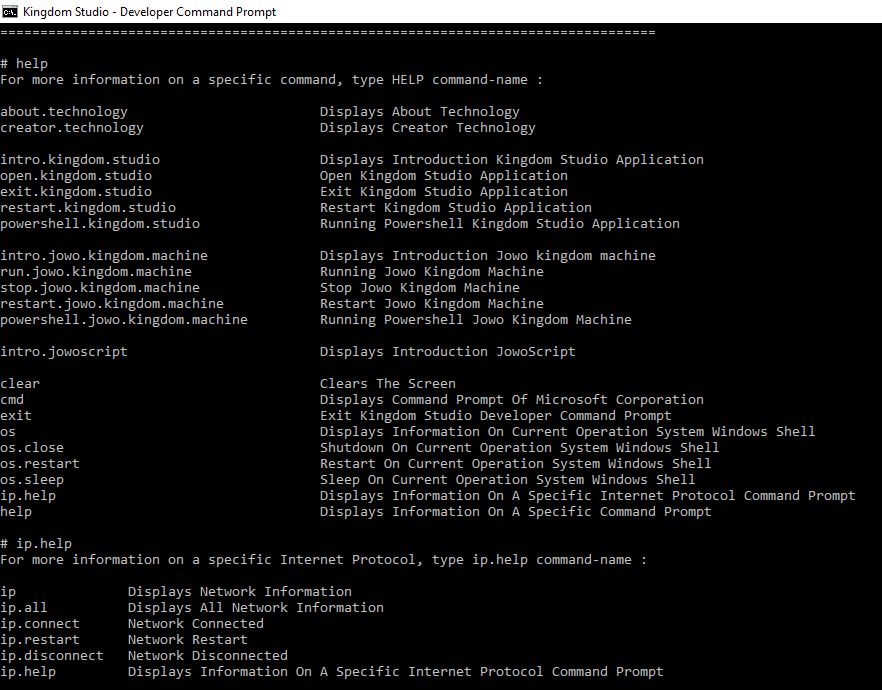 Kingdom Studio - Developer Command Prompt
==================================================================================
# help
For more information on a specific command, type HELP command-name :
about.technology Displays About Technology
creator.technology Displays Creator Technology
intro.kingdom.studio Displays Introduction Kingdom Studio Application
open.kingdom.studio Open Kingdom Studio Application
exit.kingdom.studio Exit Kingdom Studio Application
restart.kingdom.studio Restart Kingdom Studio Application
powershell.kingdom.studio Running Powershell Kingdom Studio Application
intro.jowo.kingdom.machine Displays Introduction Jowo kingdom machine
run.jowo.kingdom.machine Running Jowo Kingdom Machine
stop.jowo.kingdom.machine Stop Jowo Kingdom Machine
restart.jowo.kingdom.machine Restart Jowo Kingdom Machine
powershell.jowo.kingdom.machine Running Powershell Jowo Kingdom Machine
intro.jowoscript Displays Introduction JowoScript
clear Clears The Screen
cmd Displays Command Prompt Of Microsoft Corporation
exit Exit Kingdom Studio Developer Command Prompt
os Displays Information On Current Operation System Windows Shell
os.close Shutdown On Current Operation System Windows Shell
os.restart Restart On Current Operation System Windows Shell
os.sleep Sleep On Current Operation System Windows Shell
ip.help Displays Information On A Specific Internet Protocol Command Prompt
help Displays Information On A Specific Command Prompt
# ip.help
For more information on a specific Internet Protocol, type ip.help command-name :
ip Displays Network Information
ip.all Displays All Network Information
ip.connect Network Connected
ip.restart Network Restart
ip.disconnect Network Disconnected
ip.help Displays Information On A Specific Internet Protocol Command Prompt